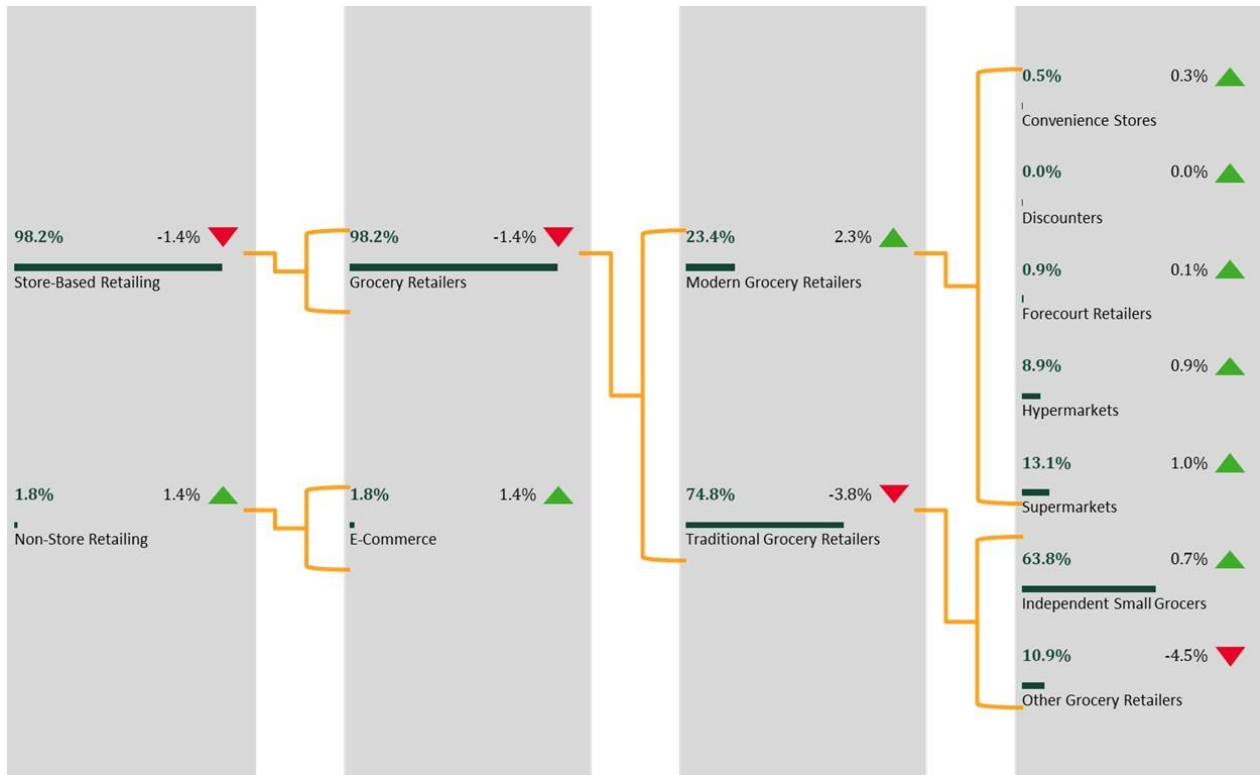 98.2% -1.4%
Store-Based Retailing
1.8% 1.4%
Non-Store Retailing
98.2% -1.4%
Grocery Retailers
1.8% 1.4%
E-Commerce
23.4% 2.3%
Modern Grocery Retailers
74.8% -3.8%
Traditional Grocery Retailers
0.5% 0.3%
Convenience Stores
0.0% 0.0%
Discounters
0.9% 0.1%
Forecourt Retailers
8.9% 0.9%
Hypermarkets
13.1% 1.0%
Supermarkets
63.8% 0.7%
Independent Small Grocers
10.9% -4.5%
Other Grocery Retailers